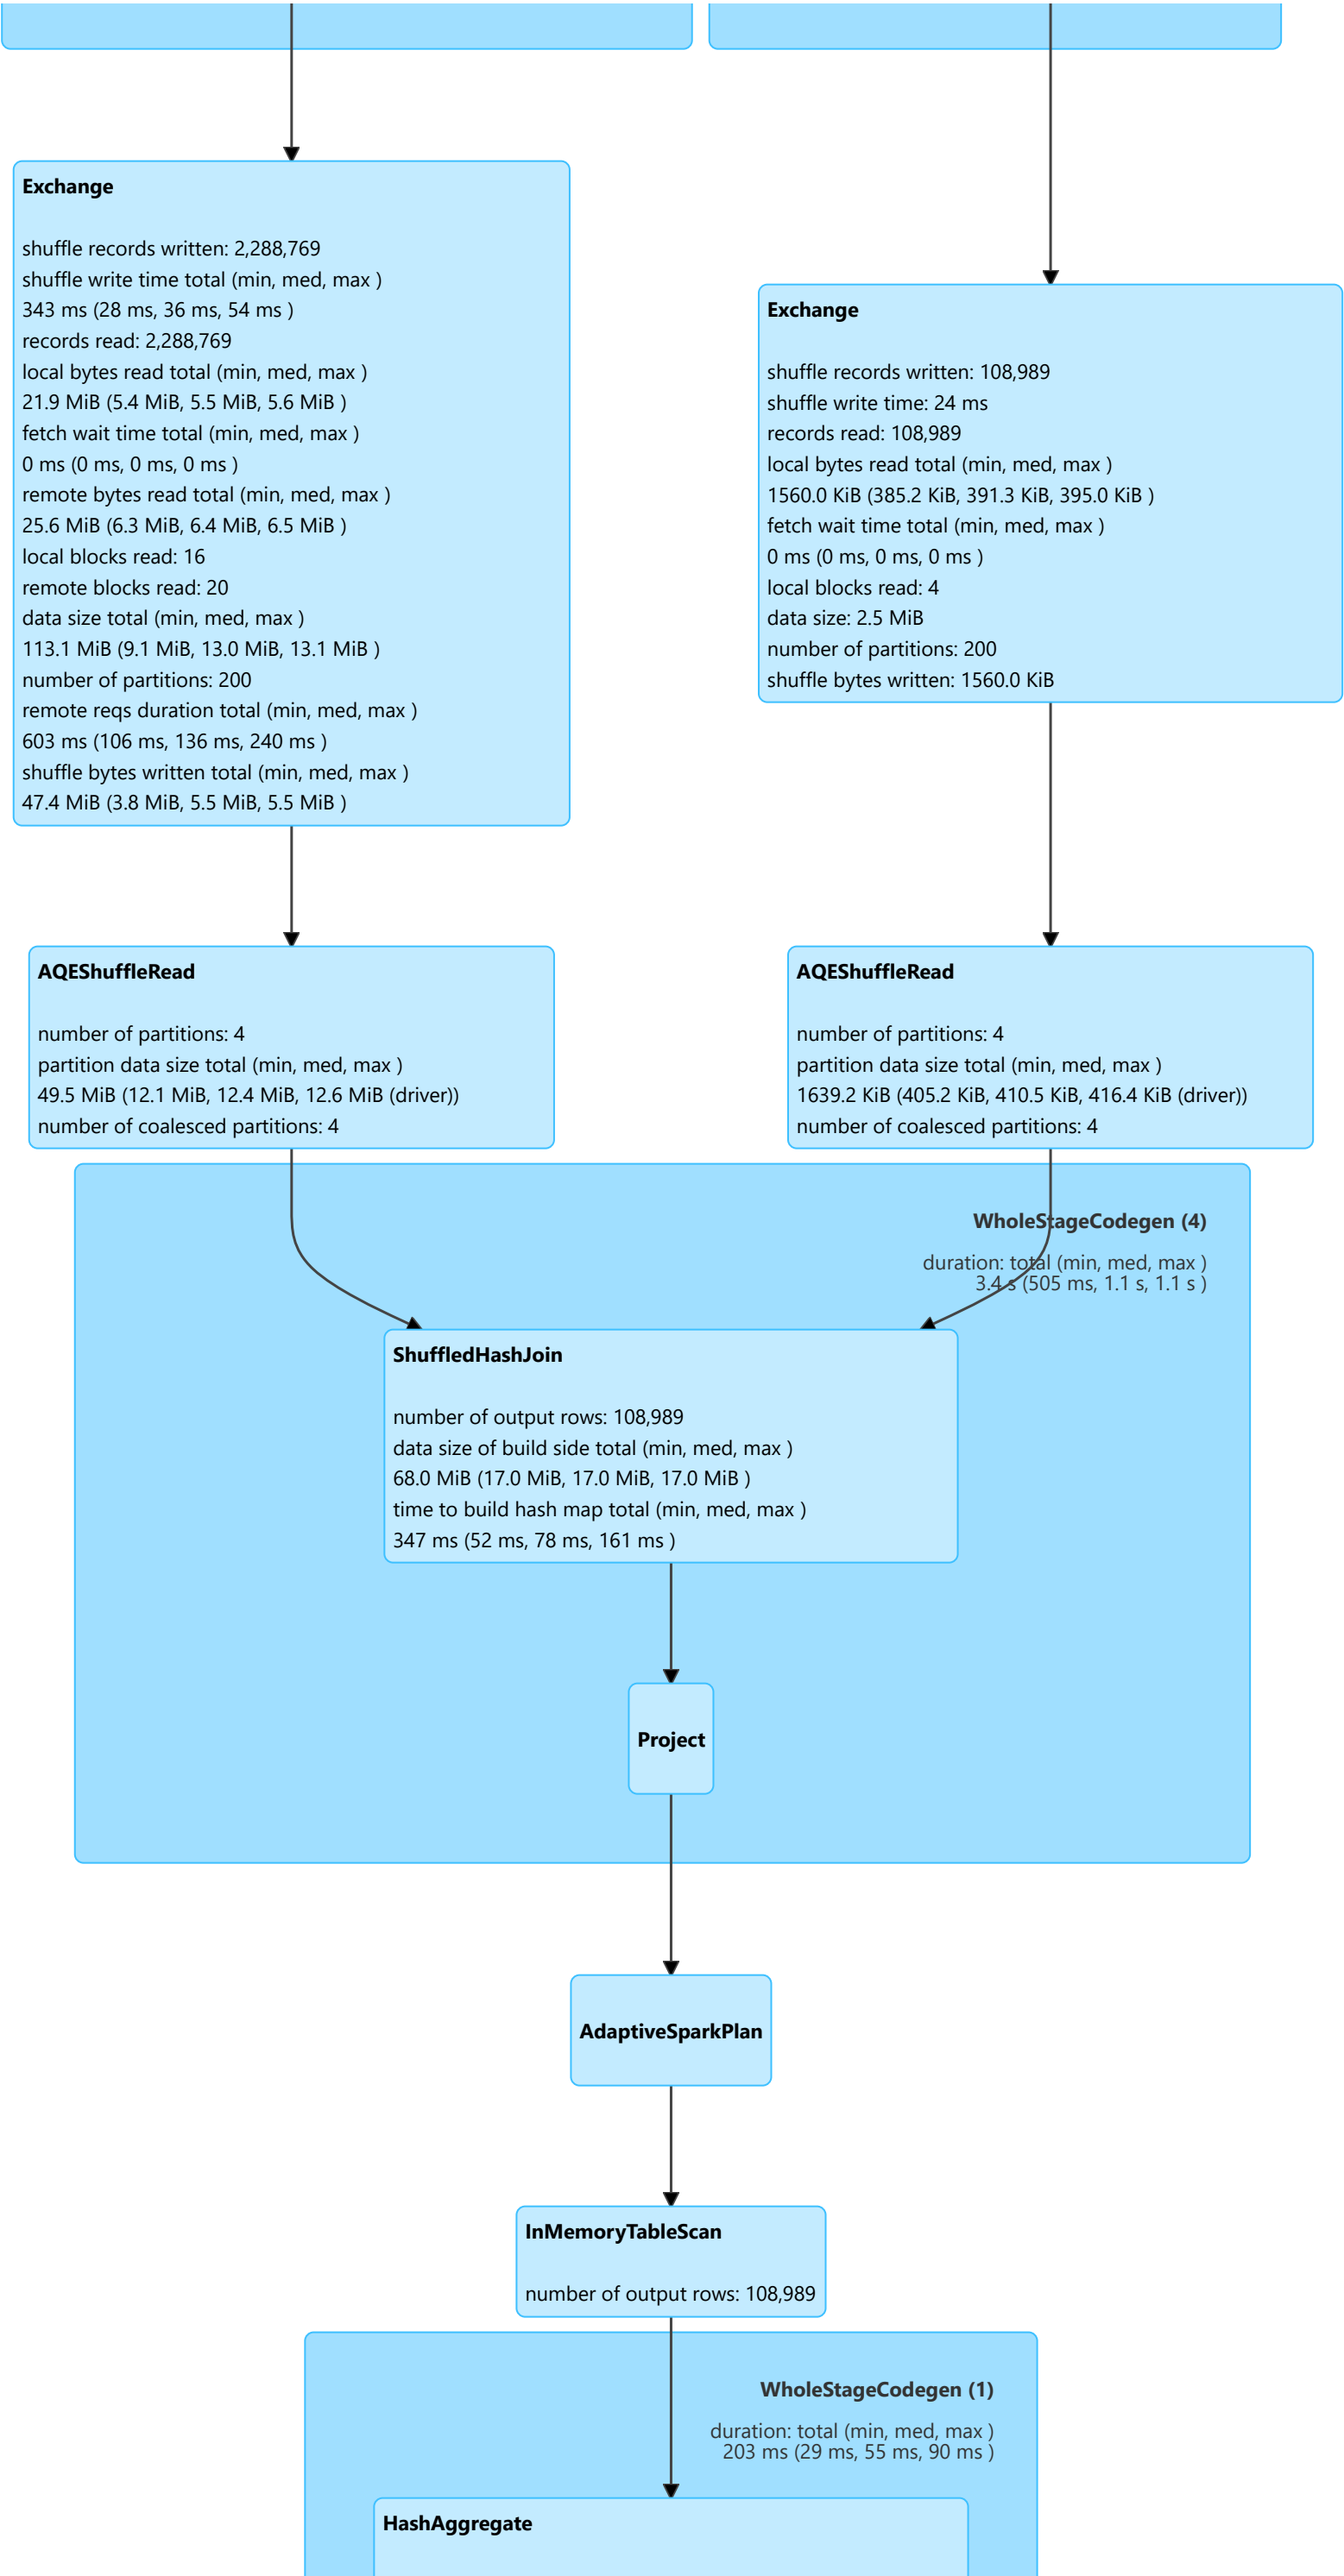 Exchange
shuffle records written: 2,288,769
shuffle write time total (min, med, max )
343 ms (28 ms, 36 ms, 54 ms )
records read: 2,288,769
local bytes read total (min, med, max )
21.9 MiB (5.4 MiB, 5.5 MiB, 5.6 MiB )
fetch wait time total (min, med, max )
0 ms (0 ms, 0 ms, 0 ms )
remote bytes read total (min, med, max )
25.6 MiB (6.3 MiB, 6.4 MiB, 6.5 MiB )
local blocks read: 16
remote blocks read: 20
data size total (min, med, max )
113.1 MiB (9.1 MiB, 13.0 MiB, 13.1 MiB )
number of partitions: 200
remote reqs duration total (min, med, max )
603 ms (106 ms, 136 ms, 240 ms )
shuffle bytes written total (min, med, max )
47.4 MiB (3.8 MiB, 5.5 MiB, 5.5 MiB )
Exchange
shuffle records written: 108,989
shuffle write time: 24 ms
records read: 108,989
local bytes read total (min, med, max )
1560.0 KiB (385.2 KiB, 391.3 KiB, 395.0 KiB )
fetch wait time total (min, med, max )
0 ms (0 ms, 0 ms, 0 ms )
local blocks read: 4
data size: 2.5 MiB
number of partitions: 200
shuffle bytes written: 1560.0 KiB
AQEShuffleRead
number of partitions: 4
partition data size total (min, med, max )
49.5 MiB (12.1 MiB, 12.4 MiB, 12.6 MiB (driver))
number of coalesced partitions: 4
AQEShuffleRead
number of partitions: 4
partition data size total (min, med, max )
1639.2 KiB (405.2 KiB, 410.5 KiB, 416.4 KiB (driver))
number of coalesced partitions: 4
WholeStageCodegen (4)
duration: total (min, med, max )
3.4 s (505 ms, 1.1 s, 1.1 s )
ShuffledHashJoin
number of output rows: 108,989
data size of build side total (min, med, max )
68.0 MiB (17.0 MiB, 17.0 MiB, 17.0 MiB )
time to build hash map total (min, med, max )
347 ms (52 ms, 78 ms, 161 ms )
Project
AdaptiveSparkPlan
InMemoryTableScan
number of output rows: 108,989
WholeStageCodegen (1)
duration: total (min, med, max )
203 ms (29 ms, 55 ms, 90 ms )
HashAggregate